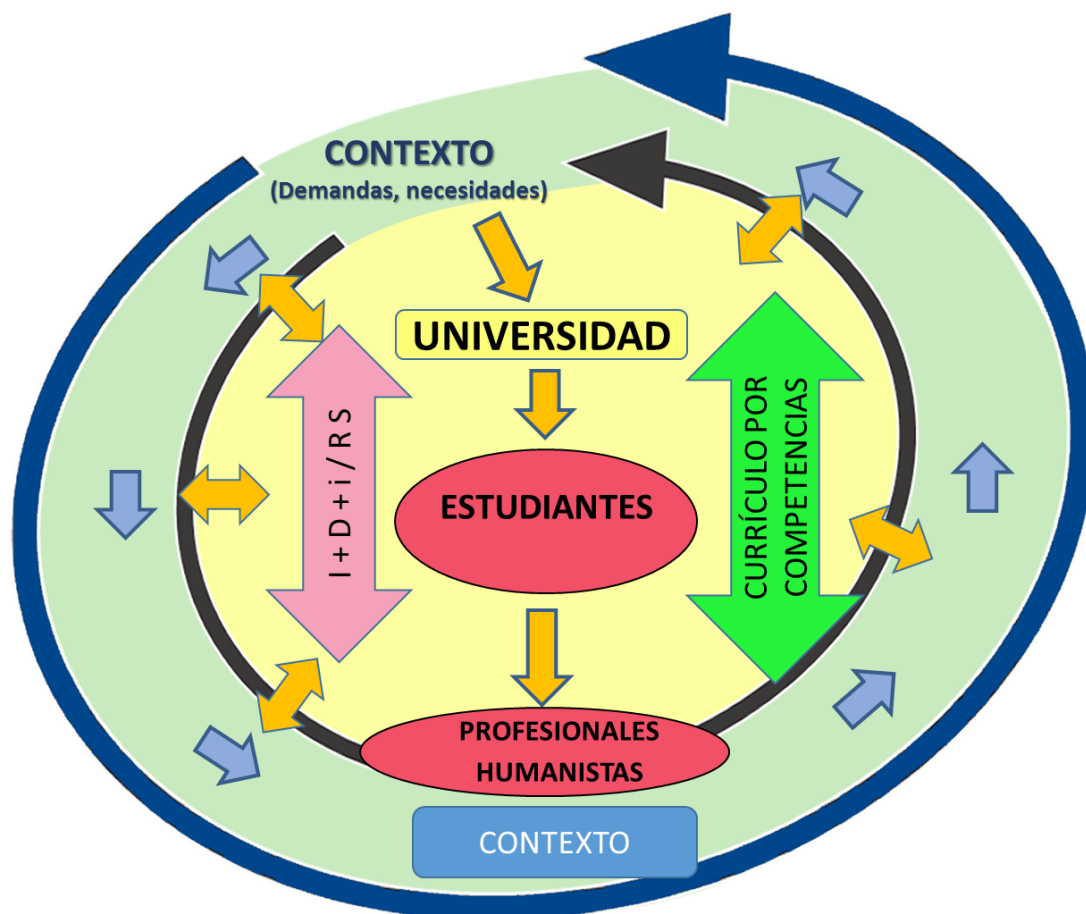 CONTEXTO
(Demandas, necesidades)
UNIVERSIDAD
I + D + i / R S
ESTUDIANTES
CURRÍCULO POR
COMPETENCIAS
PROFESIONALES
HUMANISTAS
CONTEXTO